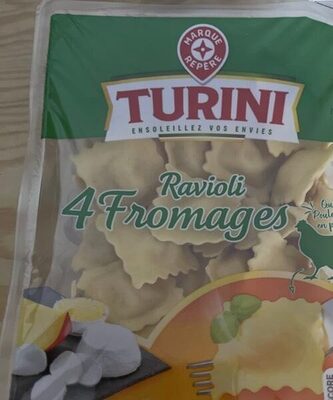 MARQUE
REPÈRE
TURINI
ENSOLEILLEZ VOS ENVIES
Ravioli
4 Fromages